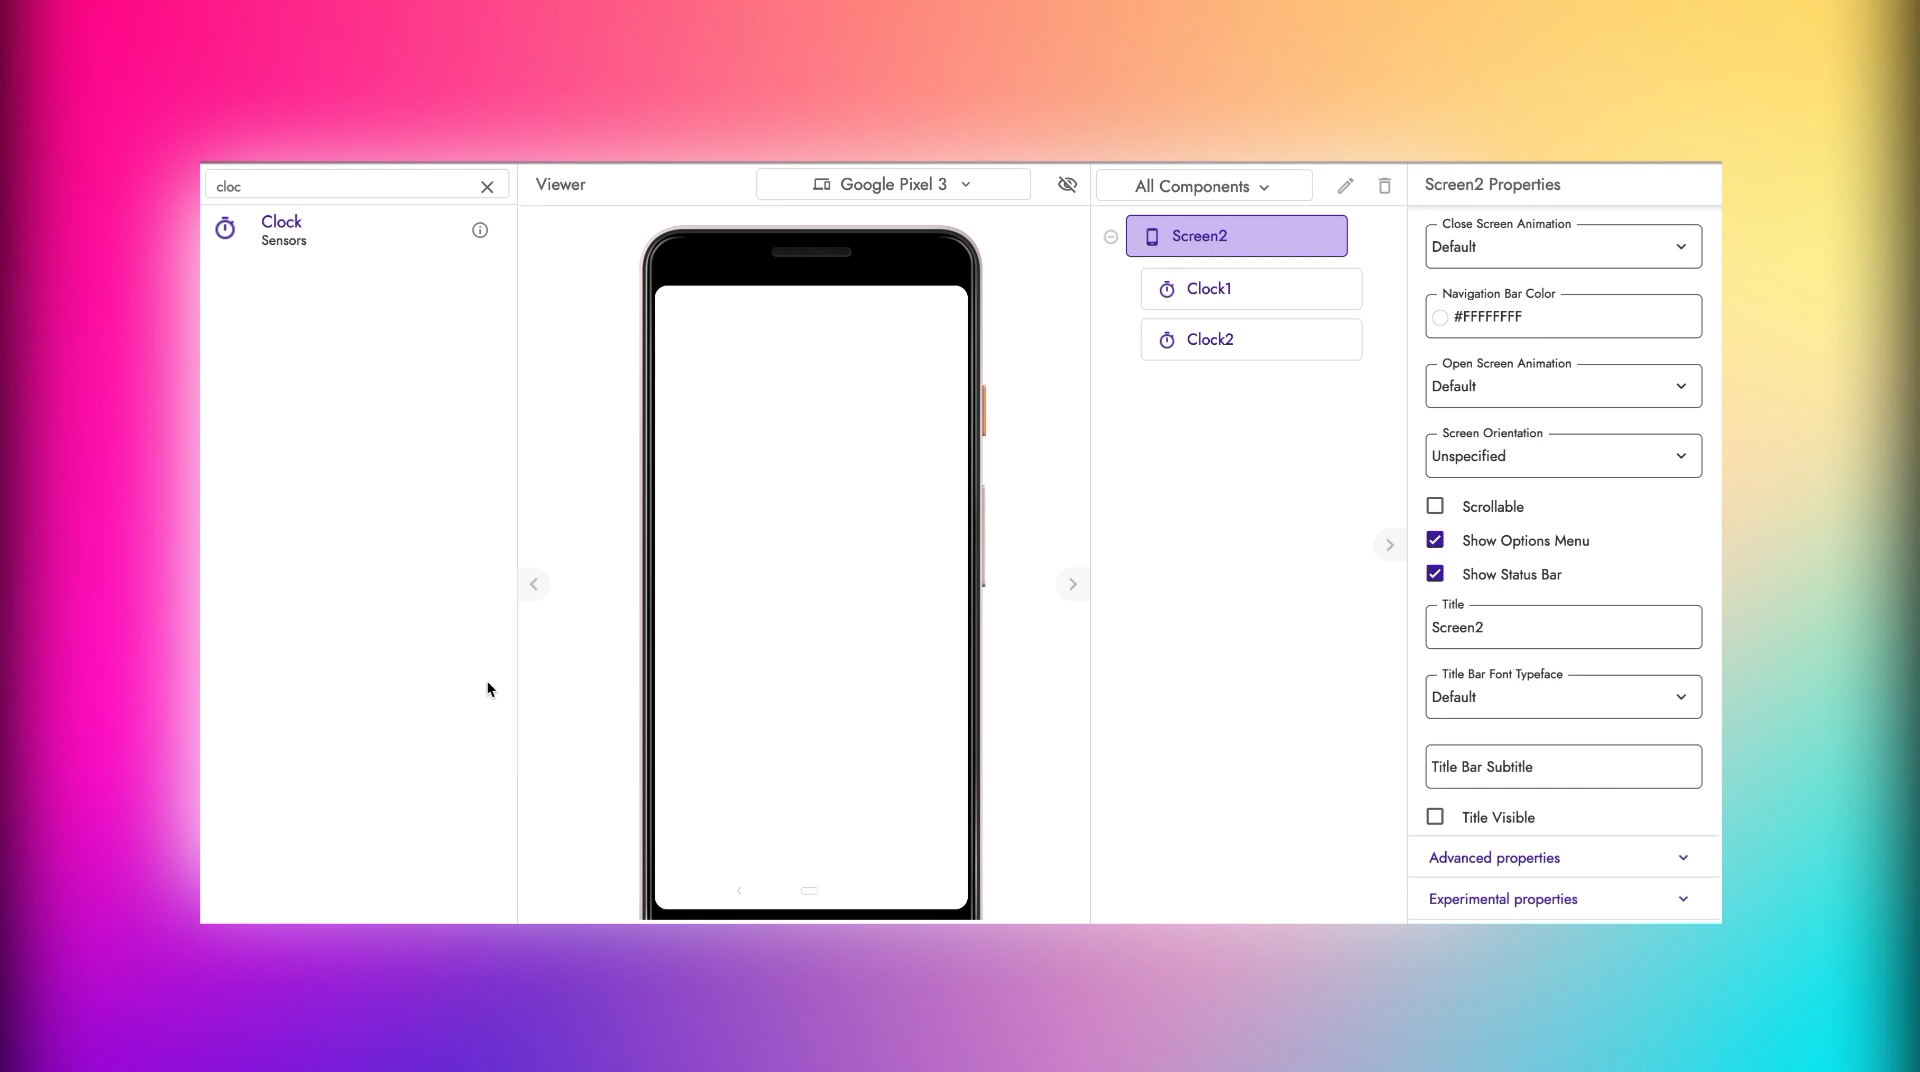 cloc
Clock
Sensors
Viewer
Google Pixel 3
All Components
Screen2
Clock1
Clock2
Screen2 Properties
Close Screen Animation
Default
Navigation Bar Color
#FFFFFFFF
Open Screen Animation
Default
Screen Orientation
Unspecified
Scrollable
Show Options Menu
Show Status Bar
Title
Screen2
Title Bar Font Typeface
Default
Title Bar Subtitle
Title Visible
Advanced properties
Experimental properties